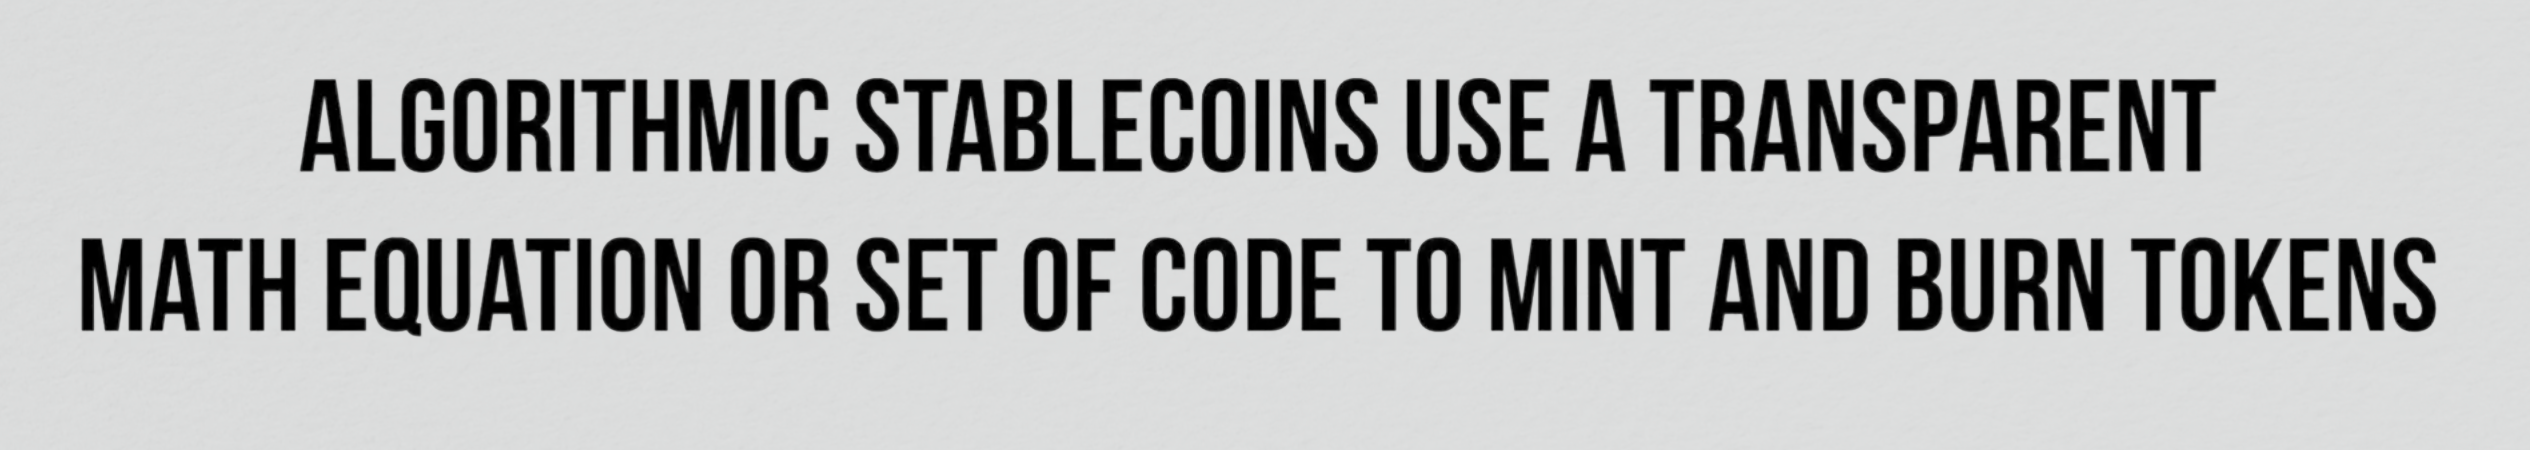 ALGORITHMIC STABLECOINS USE A TRANSPARENT
MATH EQUATION OR SET OF CODE TO MINT AND BURN TOKENS